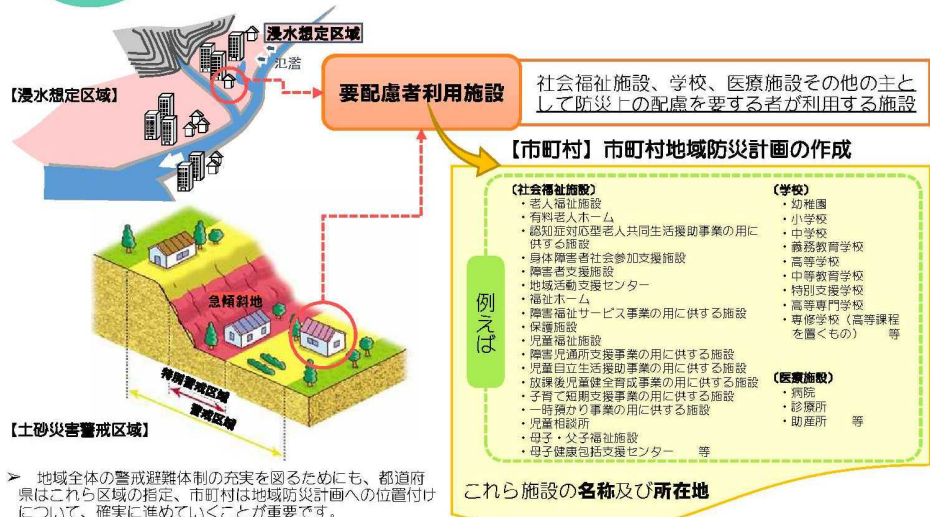 浸水想定区域
氾濫
【浸水想定区域】
要配慮者利用施設
社会福祉施設、学校、医療施設その他の主と
して防災上の配慮を要する者が利用する施設
【市町村】市町村地域防災計画の作成
例えば
（社会福祉施設）
・老人福祉施設
・有料老人ホーム
・認知症対応型老人共同生活援助事業の用に
供する施設
・身体障害者社会参加支援施設
・障害者支援施設
・地域活動支援センター
・福祉ホーム
・障害福祉サービス事業の用に供する施設
・保護施設
・児童福祉施設
・障害児通所支援事業の用に供する施設
・児童自立生活援助事業の用に供する施設
・放課後児童健全育成事業の用に供する施設
・子育て短期支援事業の用に供する施設
・一時預かり事業の用に供する施設
・児童相談所
・母子・父子福祉施設
・母子健康包括支援センター　等
（学校）
・幼稚園
・小学校
・中学校
・義務教育学校
・高等学校
・中等教育学校
・特別支援学校
・高等専門学校
・専修学校（高等課程
を置くもの）　等
（医療施設）
・病院
・診療所
・助産所　等
これら施設の名称及び所在地
急傾斜地
特別警戒区域
警戒区域
【土砂災害警戒区域】
➢ 地域全体の警戒避難体制の充実を図るためにも、都道府
県はこれら区域の指定、市町村は地域防災計画への位置付け
について、確実に進めていくことが重要です。